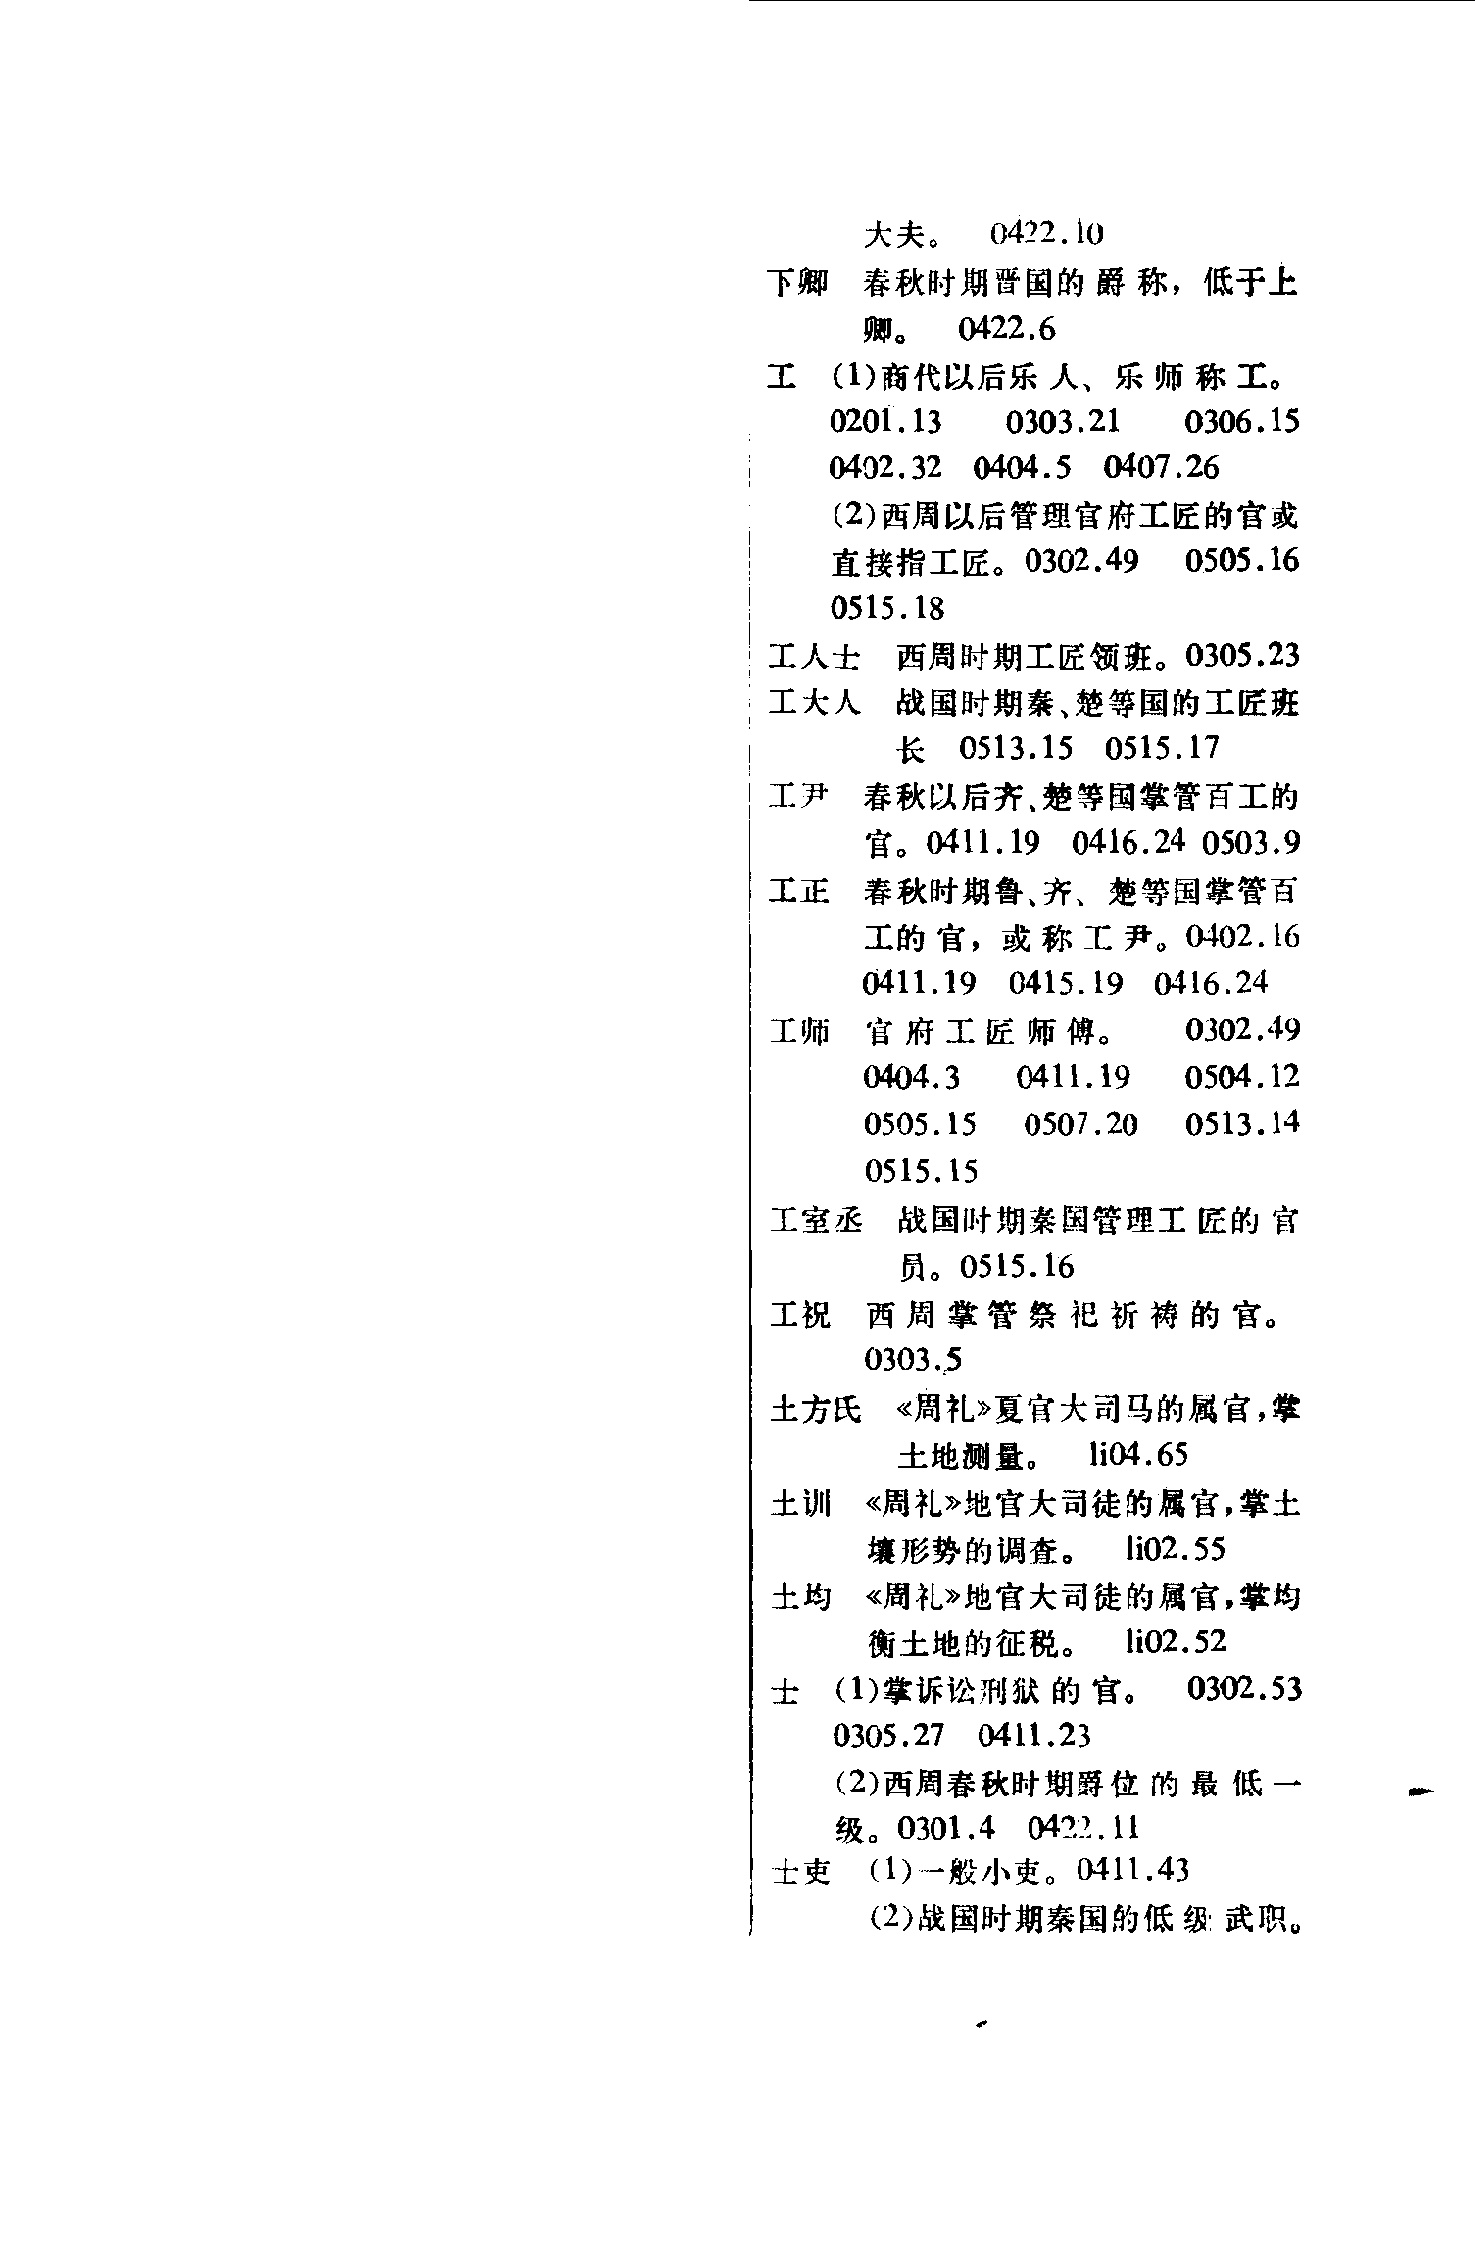 大夫。 0422.10
下卿 春秋时期晋国的爵称，低于上
卿。 0422.6
工 (1)商代以后乐人、乐师称工。
0201.13 0303.21 0306.15
0402.32 0404.5 0407.26
(2)西周以后管理官府工匠的官或
直接指工匠。0302.49 0505.16
0515.18
工人士 西周时期工匠领班。0305.23
工大人 战国时期秦、楚等国的工匠班
长 0513.15 0515.17
工尹 春秋以后齐、楚等国掌管百工的
官。0411.19 0416.24 0503.9
工正 春秋时期鲁、齐、楚等国掌管百
工的官，或称工尹。0402.16
0411.19 0415.19 0416.24
工师 官府工匠师傅。 0302.49
0404.3 0411.19 0504.12
0505.15 0507.20 0513.14
0515.15
工室丞 战国时期秦国管理工匠的官
员。0515.16
工祝 西周掌管祭祀祈祷的官。
0303.5
土方氏 《周礼》夏官大司马的属官，掌
土地测量。 li04.65
土训 《周礼》地官大司徒的属官，掌土
壤形势的调查。 li02.55
土均 《周礼》地官大司徒的属官，掌均
衡土地的征税。 li02.52
士 (1)掌诉讼刑狱的官。 0302.53
0305.27 0411.23
(2)西周春秋时期爵位的最低一
级。0301.4 0422.11
士吏 (1)一般小吏。0411.43
(2)战国时期秦国的低级武职。